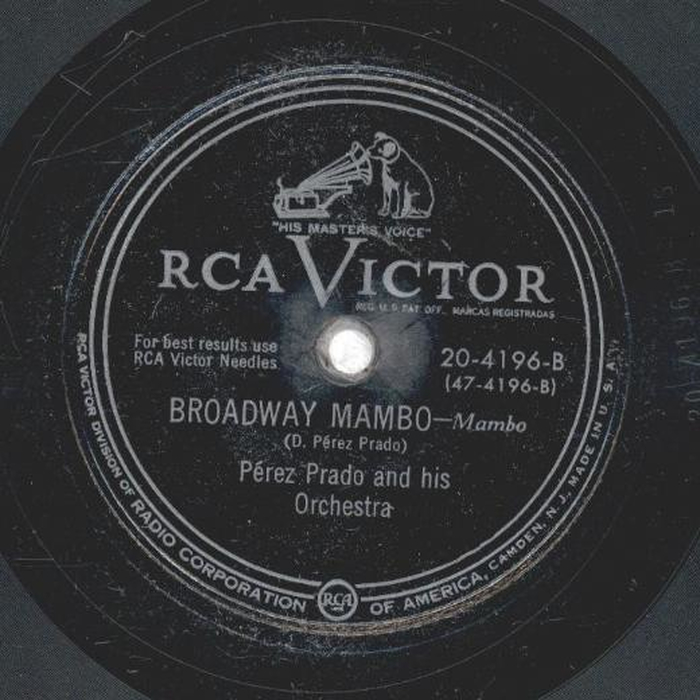 "HIS MASTER'S VOICE"
RCA VICTOR
REG. U. S. PAT. OFF. MARCAS REGISTRADAS
For best results use
RCA Victor Needles
20-4196-B
(47-4196-B)
BROADWAY MAMBO—Mambo
(D. Pérez Prado)
Pérez Prado and his
Orchestra
RCA VICTOR DIVISION OF RADIO CORPORATION OF AMERICA, CAMDEN, N. J., MADE IN U. S. A.
RCA